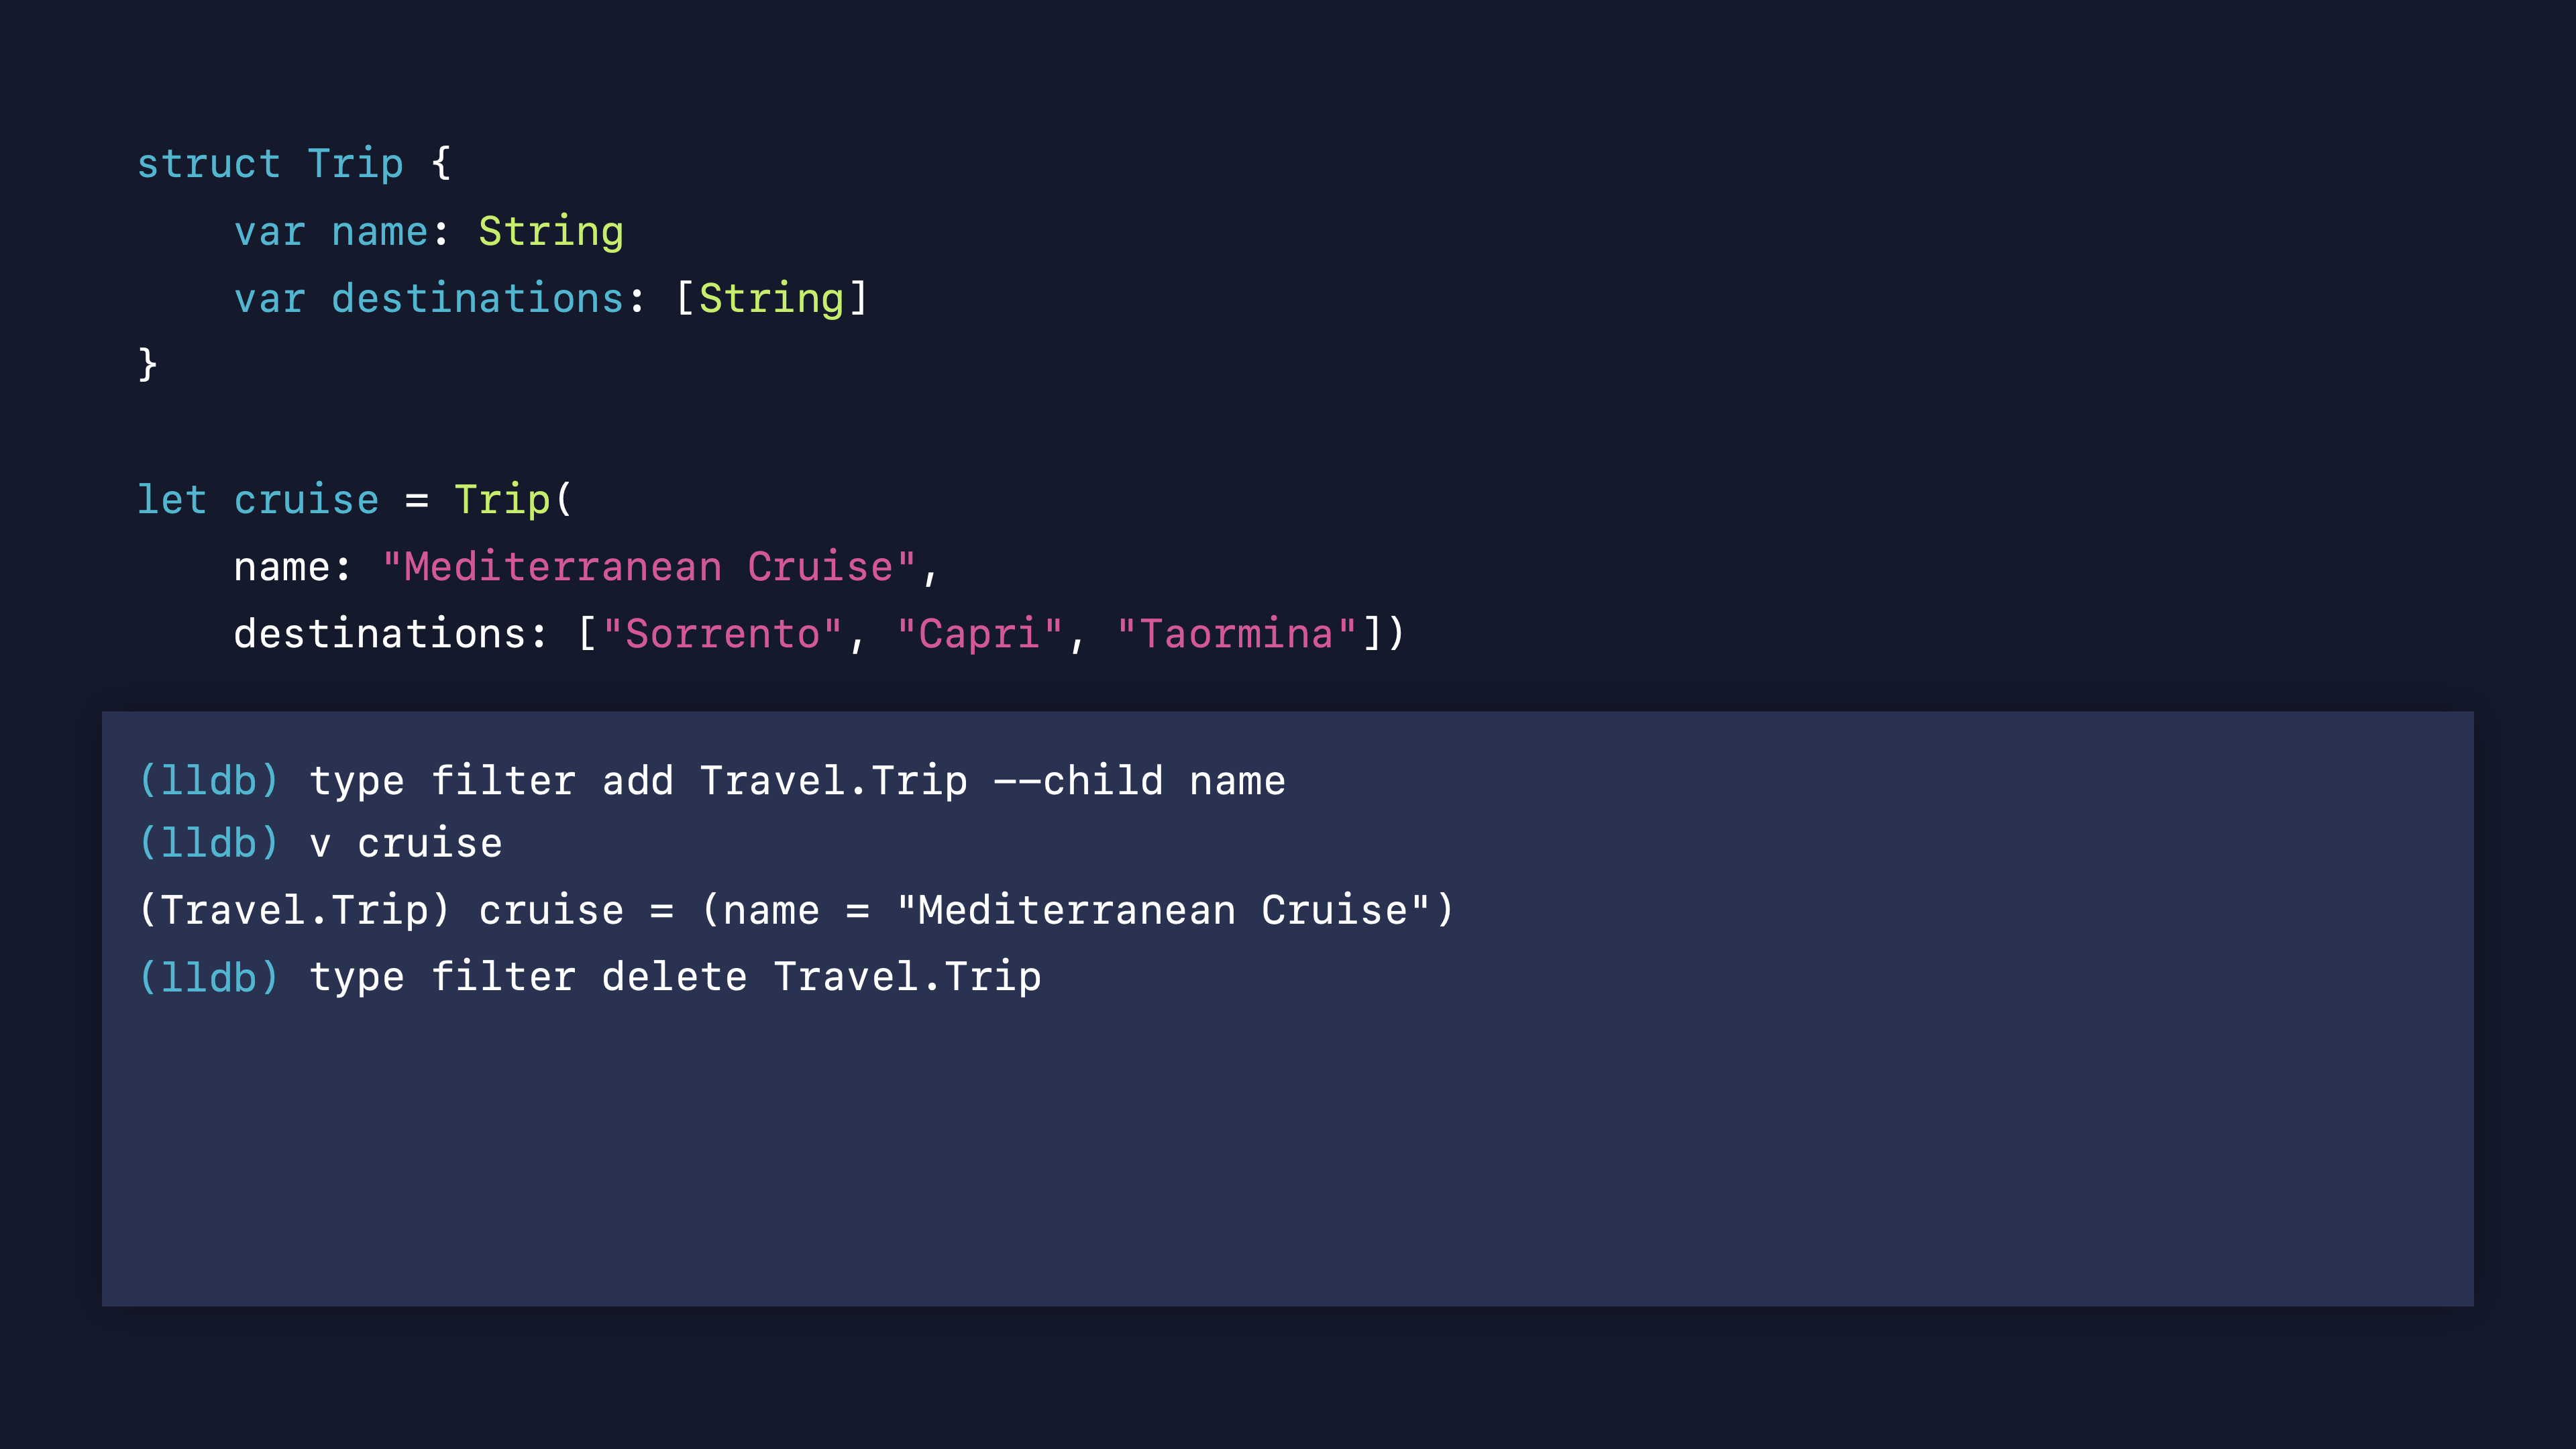 struct Trip {
    var name: String
    var destinations: [String]
}
let cruise = Trip(
    name: "Mediterranean Cruise",
    destinations: ["Sorrento", "Capri", "Taormina"])
(lldb) type filter add Travel.Trip --child name
(lldb) v cruise
(Travel.Trip) cruise = (name = "Mediterranean Cruise")
(lldb) type filter delete Travel.Trip